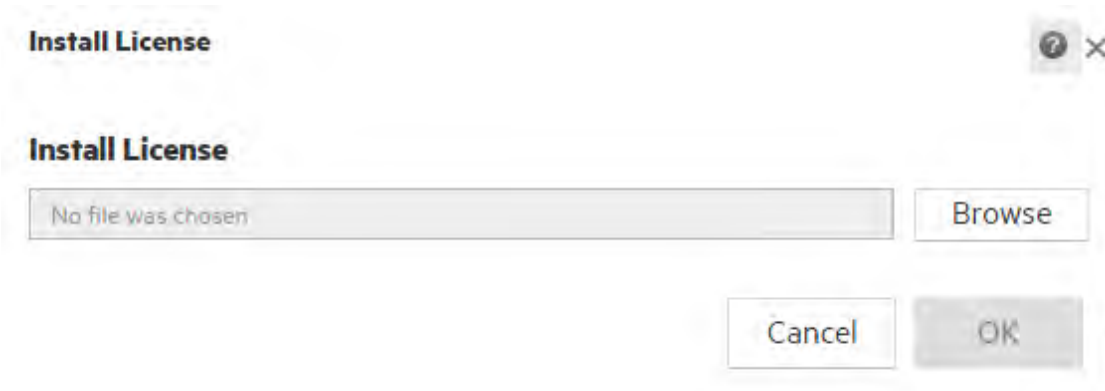 Install License
Install License
No file was chosen
Browse
Cancel
OK